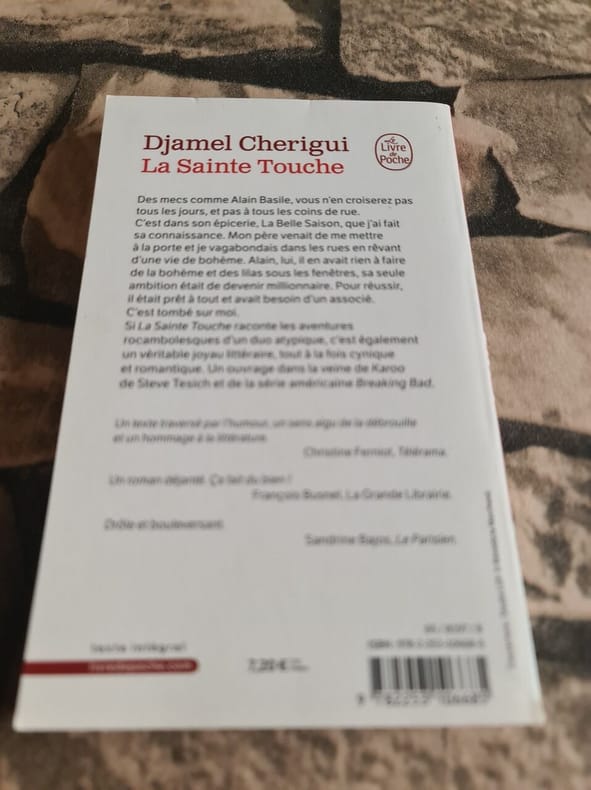 Djamel Cherigui
La Sainte Touche
Le
Livre
de
Poche
Des mecs comme Alain Basile, vous n'en croiserez pas
tous les jours, et pas à tous les coins de rue.
C'est dans son épicerie, La Belle Saison, que j'ai fait
sa connaissance. Mon père venait de me mettre
à la porte et je vagabondais dans les rues en rêvant
d'une vie de bohème. Alain, lui, il en avait rien à faire
de la bohème et des lilas sous les fenêtres, sa seule
ambition était de devenir millionnaire. Pour réussir,
il était prêt à tout et avait besoin d'un associé.
C'est tombé sur moi.
Si La Sainte Touche raconte les aventures
rocambolesques d'un duo atypique, c'est également
un véritable joyau littéraire, tout à la fois cynique
et romantique. Un ouvrage dans la veine de Karoo
de Steve Tesich et de la série américaine Breaking Bad.
Un texte traversé par l'humour, un sens aigu de la débrouille
et un hommage à la littérature.
Christine Ferniot, Télérama.
Un roman déjanté. Ça fait du bien !
François Busnel, La Grande Librairie.
Drôle et bouleversant.
Sandrine Bajos, Le Parisien.
texte intégral
livredepoche.com
7,20 €